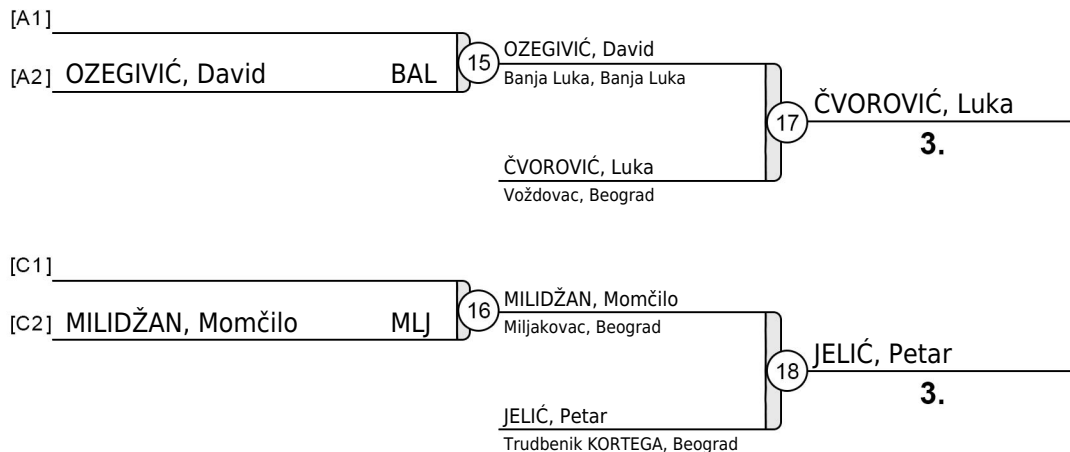 [A1]
[A2] OZEGIVIĆ, David BAL
15
OZEGIVIĆ, David
Banja Luka, Banja Luka
ČVOROVIĆ, Luka
Voždovac, Beograd
17
ČVOROVIĆ, Luka
3.
[C1]
[C2] MILIDŽAN, Momčilo MLJ
16
MILIDŽAN, Momčilo
Miljakovac, Beograd
JELIĆ, Petar
Trudbenik KORTEGA, Beograd
18
JELIĆ, Petar
3.